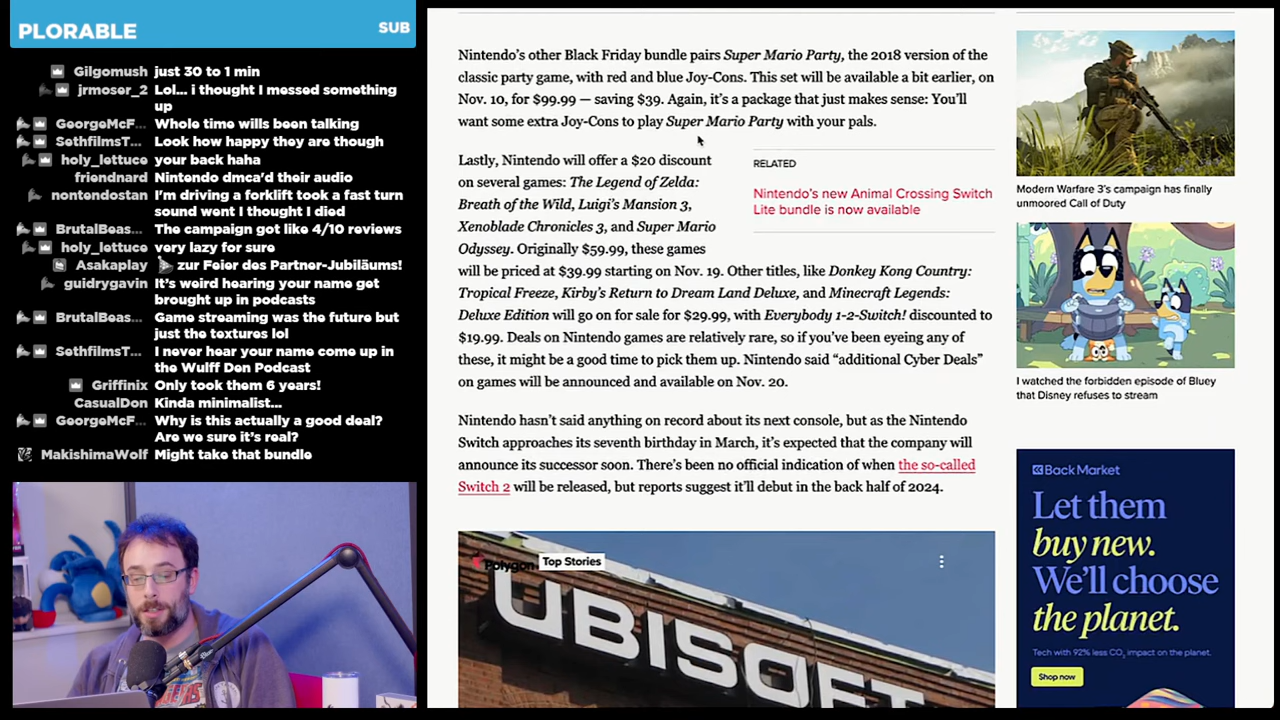 PLORABLE
SUB
Gilgomush just 30 to 1 min
jrmoser_2 Lol... i thought I messed something
up
GeorgeMcF... Whole time wills been talking
SethfilmsT... Look how happy they are though
holy_lettuce your back haha
friendnard Nintendo dmca'd their audio
nontendostan I'm driving a forklift took a fast turn
sound went I thought I died
BrutalBeas... The campaign got like 4/10 reviews
holy_lettuce very lazy for sure
Asakaplay zur Feier des Partner-Jubiläums!
guidrygavin It's weird hearing your name get
brought up in podcasts
BrutalBeas... Game streaming was the future but
just the textures lol
SethfilmsT... I never hear your name come up in
the Wulff Den Podcast
Griffinix Only took them 6 years!
CasualDon Kinda minimalist...
GeorgeMcF... Why is this actually a good deal?
Are we sure it's real?
MakishimaWolf Might take that bundle
Nintendo's other Black Friday bundle pairs Super Mario Party, the 2018 version of the
classic party game, with red and blue Joy-Cons. This set will be available a bit earlier, on
Nov. 10, for $99.99 — saving $39. Again, it's a package that just makes sense: You'll
want some extra Joy-Cons to play Super Mario Party with your pals.
Lastly, Nintendo will offer a $20 discount
on several games: The Legend of Zelda:
Breath of the Wild, Luigi's Mansion 3,
Xenoblade Chronicles 3, and Super Mario
Odyssey. Originally $59.99, these games
will be priced at $39.99 starting on Nov. 19. Other titles, like Donkey Kong Country:
Tropical Freeze, Kirby's Return to Dream Land Deluxe, and Minecraft Legends:
Deluxe Edition will go on for sale for $29.99, with Everybody 1-2-Switch! discounted to
$19.99. Deals on Nintendo games are relatively rare, so if you've been eyeing any of
these, it might be a good time to pick them up. Nintendo said "additional Cyber Deals"
on games will be announced and available on Nov. 20.
RELATED
Nintendo's new Animal Crossing Switch
Lite bundle is now available
Nintendo hasn't said anything on record about its next console, but as the Nintendo
Switch approaches its seventh birthday in March, it's expected that the company will
announce its successor soon. There's been no official indication of when the so-called
Switch 2 will be released, but reports suggest it'll debut in the back half of 2024.
Polygon Top Stories
UBISOFT
Modern Warfare 3's campaign has finally
unmoored Call of Duty
I watched the forbidden episode of Bluey
that Disney refuses to stream
Back Market
Let them
buy new.
We'll choose
the planet.
Tech with 92% less CO₂ impact on the planet.
Shop now